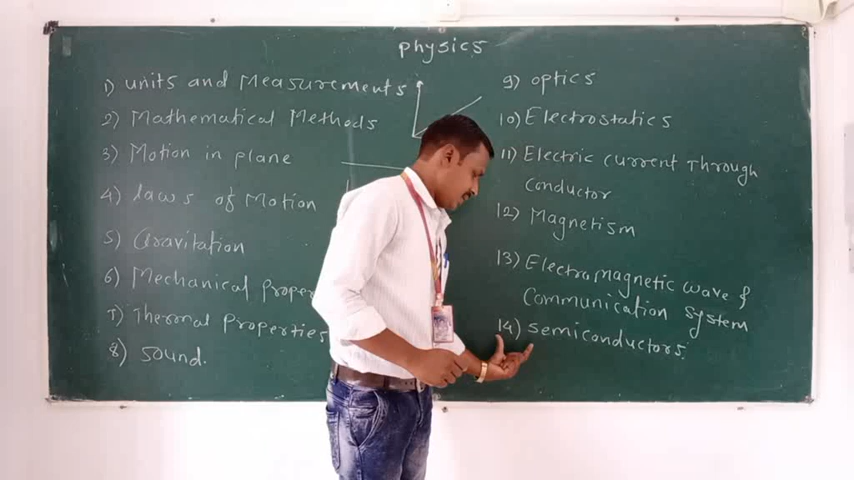 physics
1) units and Measurements
2) Mathematical Methods
3) Motion in plane
4) laws of Motion
5) Gravitation
6) Mechanical proper
7) Thermal properties
8) sound.
9) optics
10) Electrostatics
11) Electric current Through
conductor
12) Magnetism
13) Electromagnetic wave &
Communication system
14) semiconductors.